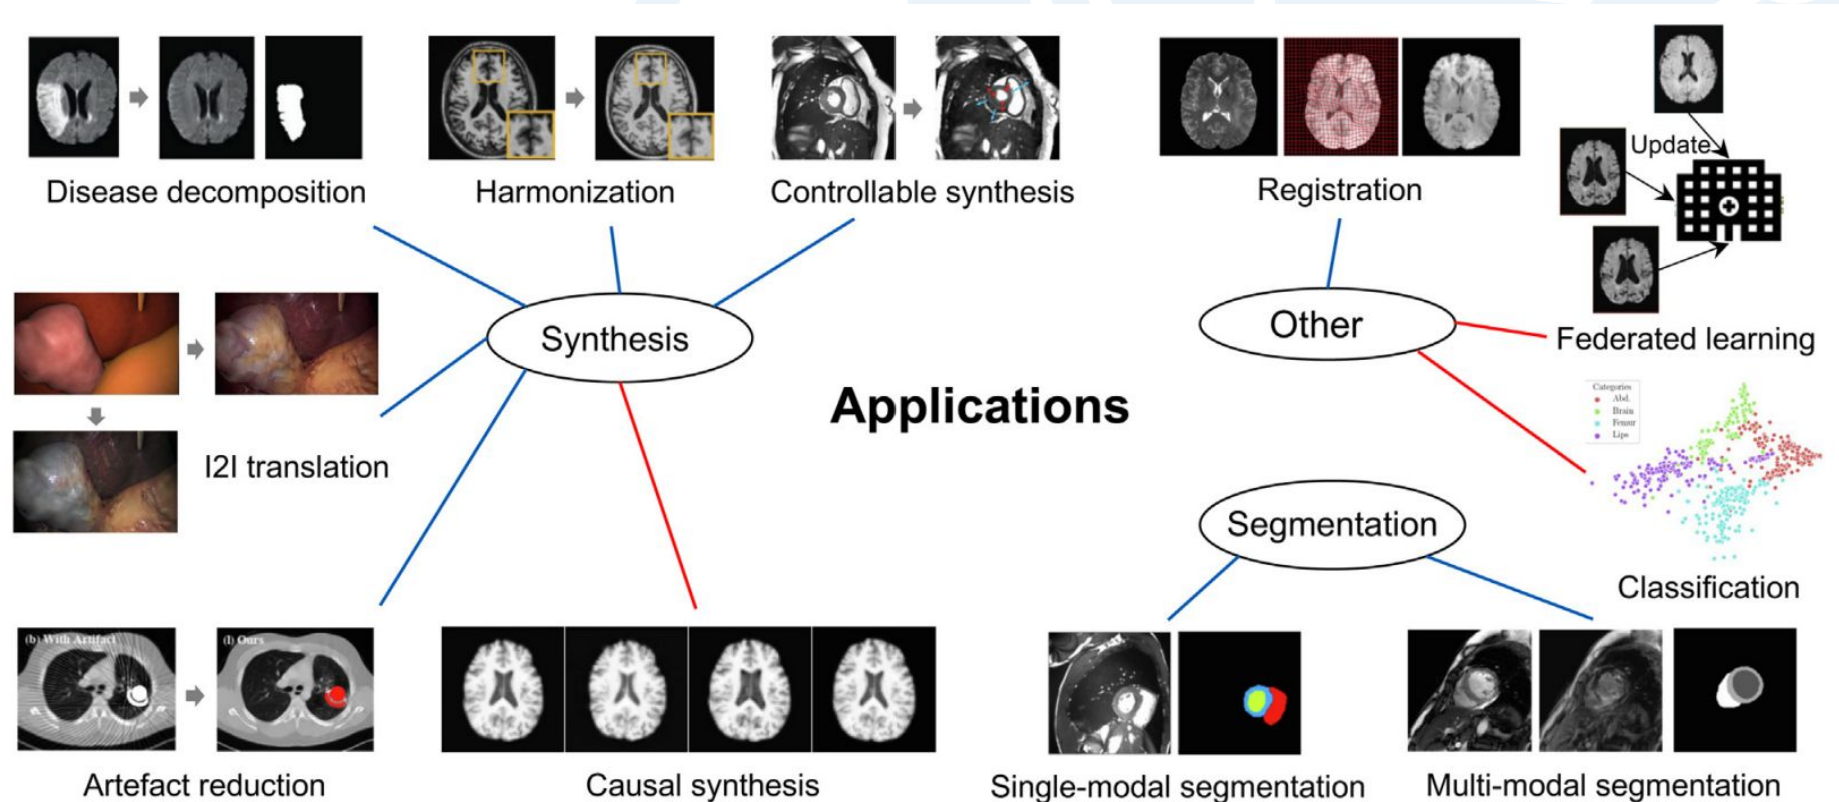 Disease decomposition
Harmonization
Controllable synthesis
Registration
Update
Federated learning
Synthesis
Other
Applications
I2I translation
Categories
Abd.
Brain
Femur
Lips
Classification
Segmentation
(b) With Artifact
(l) Ours
Artefact reduction
Causal synthesis
Single-modal segmentation
Multi-modal segmentation